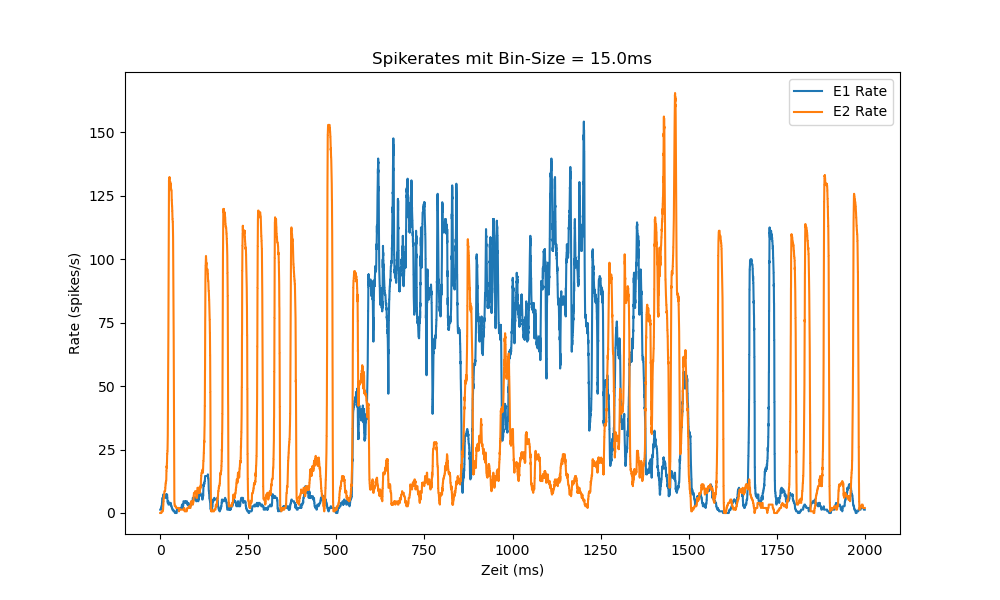 Spikerates mit Bin-Size = 15.0ms
E1 Rate
E2 Rate
150
125
100
75
50
25
0
Rate (spikes/s)
0 250 500 750 1000 1250 1500 1750 2000
Zeit (ms)